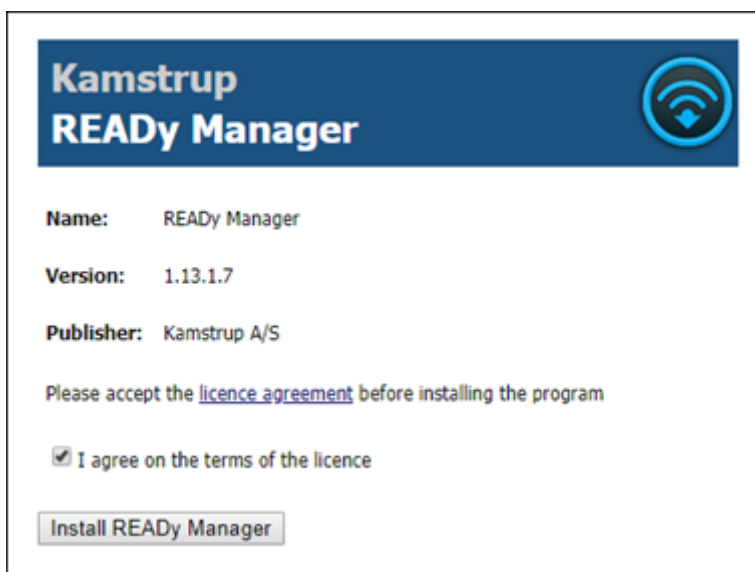 Kamstrup
READy Manager
Name: READy Manager
Version: 1.13.1.7
Publisher: Kamstrup A/S
Please accept the licence agreement before installing the program
I agree on the terms of the licence
Install READy Manager